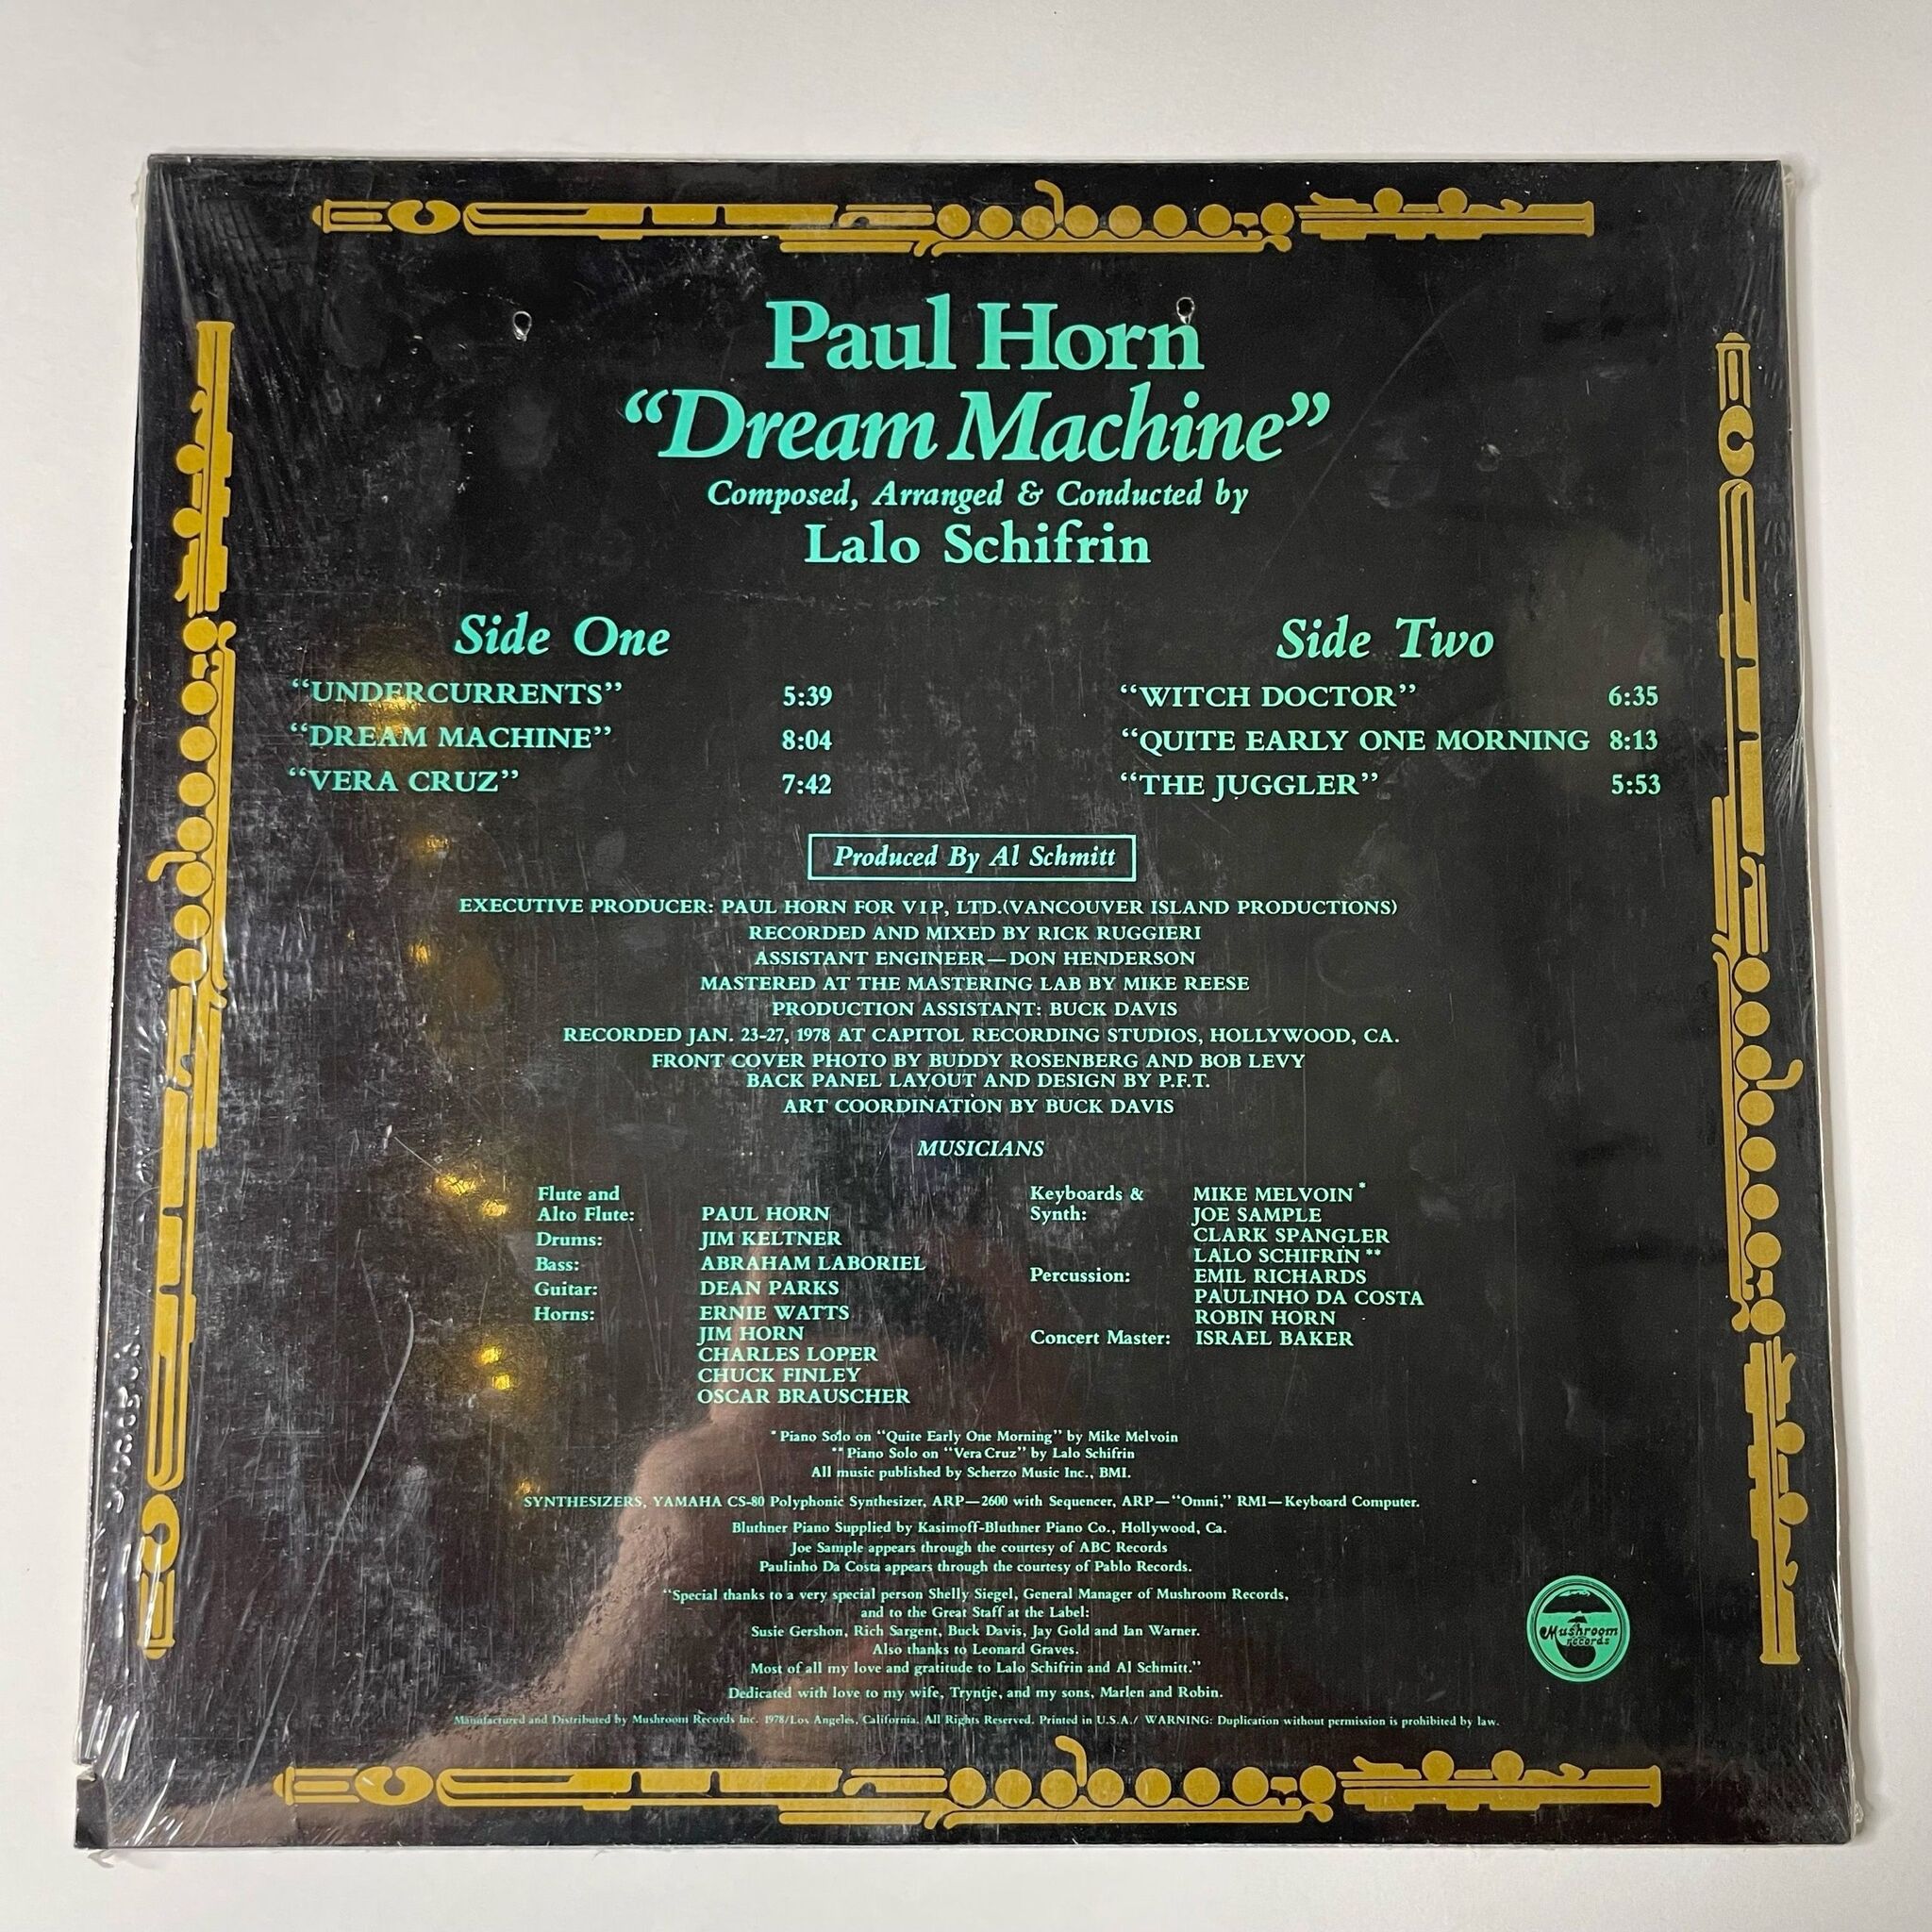 Paul Horn
“Dream Machine”
Composed, Arranged & Conducted by
Lalo Schifrin
Side One
“UNDERCURRENTS” 5:39
“DREAM MACHINE” 8:04
“VERA CRUZ” 7:42
Side Two
“WITCH DOCTOR” 6:35
“QUITE EARLY ONE MORNING 8:13
“THE JUGGLER” 5:53
Produced By Al Schmitt
EXECUTIVE PRODUCER: PAUL HORN FOR VIP, LTD.(VANCOUVER ISLAND PRODUCTIONS)
RECORDED AND MIXED BY RICK RUGGIERI
ASSISTANT ENGINEER—DON HENDERSON
MASTERED AT THE MASTERING LAB BY MIKE REESE
PRODUCTION ASSISTANT: BUCK DAVIS
RECORDED JAN. 23-27, 1978 AT CAPITOL RECORDING STUDIOS, HOLLYWOOD, CA.
FRONT COVER PHOTO BY BUDDY ROSENBERG AND BOB LEVY
BACK PANEL LAYOUT AND DESIGN BY P.F.T.
ART COORDINATION BY BUCK DAVIS
MUSICIANS
Flute and
Alto Flute: PAUL HORN
Drums: JIM KELTNER
Bass: ABRAHAM LABORIEL
Guitar: DEAN PARKS
Horns: ERNIE WATTS
JIM HORN
CHARLES LOPER
CHUCK FINLEY
OSCAR BRAUSCHER
Keyboards & MIKE MELVOIN *
Synth: JOE SAMPLE
CLARK SPANGLER
LALO SCHIFRIN **
Percussion: EMIL RICHARDS
PAULINHO DA COSTA
ROBIN HORN
Concert Master: ISRAEL BAKER
* Piano Solo on “Quite Early One Morning” by Mike Melvoin
** Piano Solo on “Vera Cruz” by Lalo Schifrin
All music published by Scherzo Music Inc., BMI.
SYNTHESIZERS, YAMAHA CS-80 Polyphonic Synthesizer, ARP—2600 with Sequencer, ARP—“Omni,” RMI—Keyboard Computer.
Bluthner Piano Supplied by Kasimoff-Bluthner Piano Co., Hollywood, Ca.
Joe Sample appears through the courtesy of ABC Records
Paulinho Da Costa appears through the courtesy of Pablo Records.
“Special thanks to a very special person Shelly Siegel, General Manager of Mushroom Records,
and to the Great Staff at the Label:
Susie Gershon, Rich Sargent, Buck Davis, Jay Gold and Ian Warner.
Also thanks to Leonard Graves.
Most of all my love and gratitude to Lalo Schifrin and Al Schmitt.”
Dedicated with love to my wife, Tryntje, and my sons, Marlen and Robin.
Manufactured and Distributed by Mushroom Records Inc. 1978/Los Angeles, California. All Rights Reserved. Printed in U.S.A./ WARNING: Duplication without permission is prohibited by law.
Mushroom
records